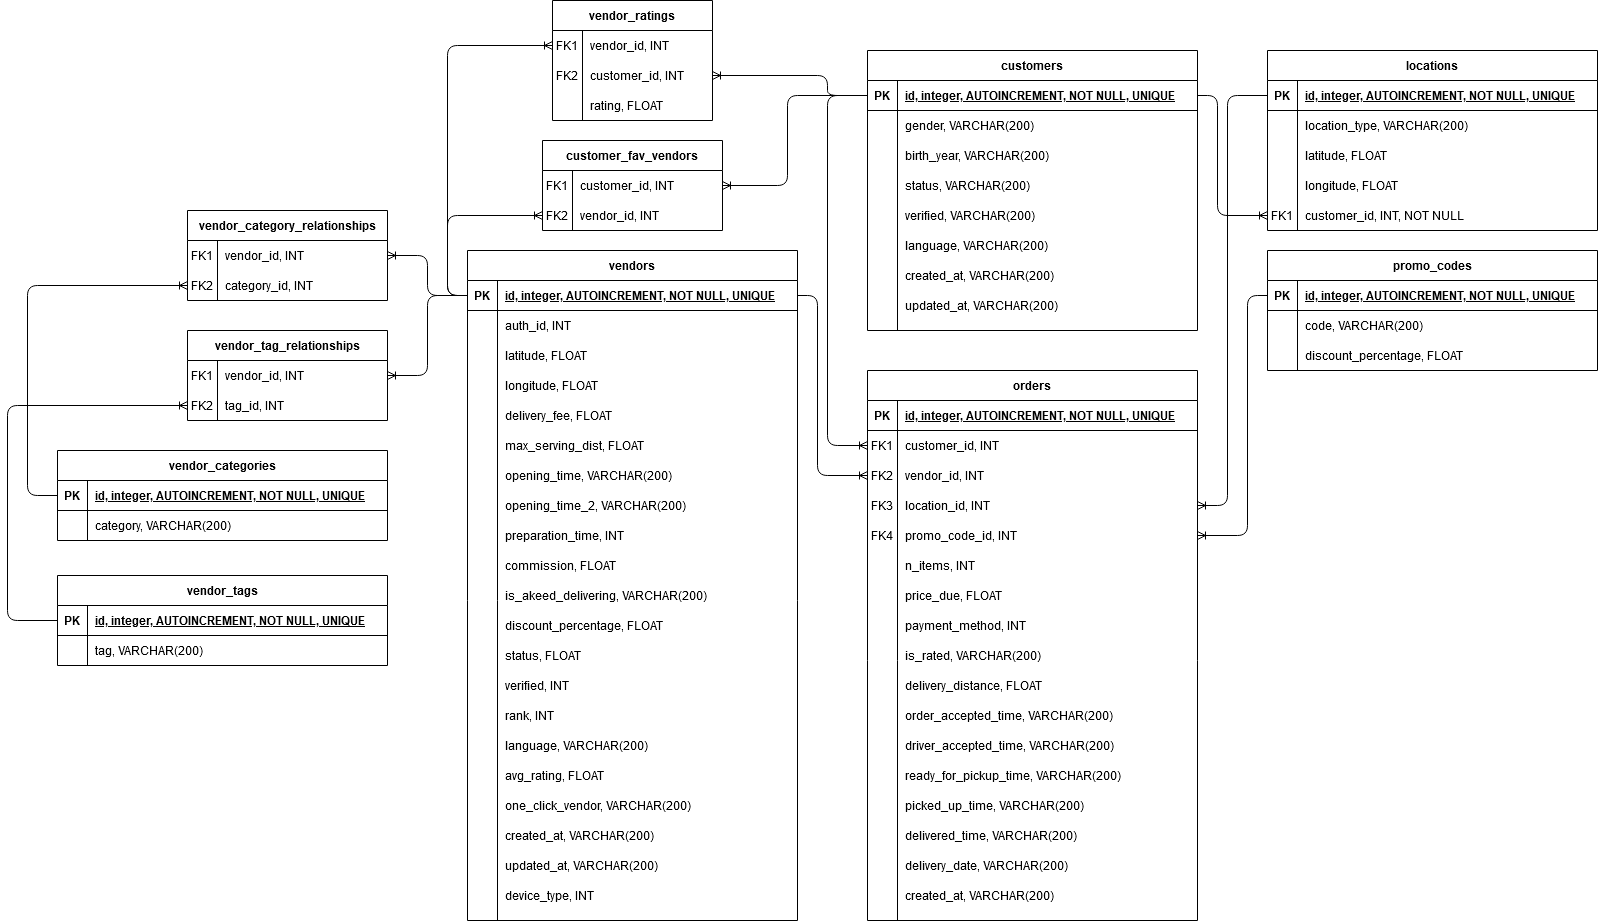 vendor_ratings
FK1 vendor_id, INT
FK2 customer_id, INT
rating, FLOAT
customer_fav_vendors
FK1 customer_id, INT
FK2 vendor_id, INT
vendor_category_relationships
FK1 vendor_id, INT
FK2 category_id, INT
vendor_tag_relationships
FK1 vendor_id, INT
FK2 tag_id, INT
vendor_categories
PK id, integer, AUTOINCREMENT, NOT NULL, UNIQUE
category, VARCHAR(200)
vendor_tags
PK id, integer, AUTOINCREMENT, NOT NULL, UNIQUE
tag, VARCHAR(200)
vendors
PK id, integer, AUTOINCREMENT, NOT NULL, UNIQUE
auth_id, INT
latitude, FLOAT
longitude, FLOAT
delivery_fee, FLOAT
max_serving_dist, FLOAT
opening_time, VARCHAR(200)
opening_time_2, VARCHAR(200)
preparation_time, INT
commission, FLOAT
is_akeed_delivering, VARCHAR(200)
discount_percentage, FLOAT
status, FLOAT
verified, INT
rank, INT
language, VARCHAR(200)
avg_rating, FLOAT
one_click_vendor, VARCHAR(200)
created_at, VARCHAR(200)
updated_at, VARCHAR(200)
device_type, INT
customers
PK id, integer, AUTOINCREMENT, NOT NULL, UNIQUE
gender, VARCHAR(200)
birth_year, VARCHAR(200)
status, VARCHAR(200)
verified, VARCHAR(200)
language, VARCHAR(200)
created_at, VARCHAR(200)
updated_at, VARCHAR(200)
orders
PK id, integer, AUTOINCREMENT, NOT NULL, UNIQUE
FK1 customer_id, INT
FK2 vendor_id, INT
FK3 location_id, INT
FK4 promo_code_id, INT
n_items, INT
price_due, FLOAT
payment_method, INT
is_rated, VARCHAR(200)
delivery_distance, FLOAT
order_accepted_time, VARCHAR(200)
driver_accepted_time, VARCHAR(200)
ready_for_pickup_time, VARCHAR(200)
picked_up_time, VARCHAR(200)
delivered_time, VARCHAR(200)
delivery_date, VARCHAR(200)
created_at, VARCHAR(200)
locations
PK id, integer, AUTOINCREMENT, NOT NULL, UNIQUE
location_type, VARCHAR(200)
latitude, FLOAT
longitude, FLOAT
FK1 customer_id, INT, NOT NULL
promo_codes
PK id, integer, AUTOINCREMENT, NOT NULL, UNIQUE
code, VARCHAR(200)
discount_percentage, FLOAT